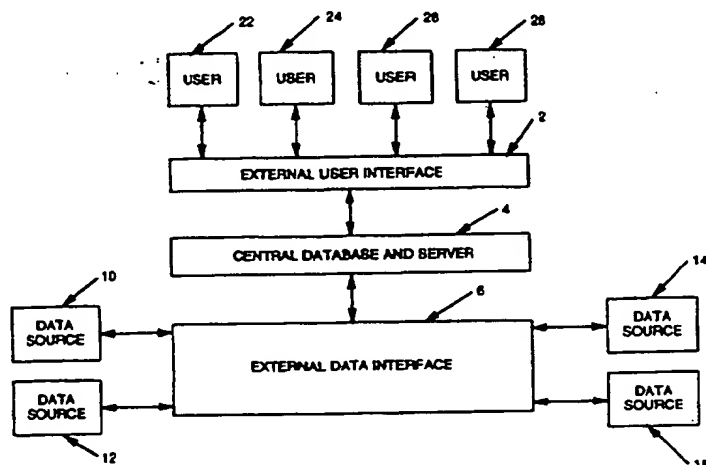 22 24 26 28
USER USER USER USER
2
EXTERNAL USER INTERFACE
4
CENTRAL DATABASE AND SERVER
10 6 14
DATA
SOURCE
DATA
SOURCE
EXTERNAL DATA INTERFACE
DATA
SOURCE
DATA
SOURCE
12